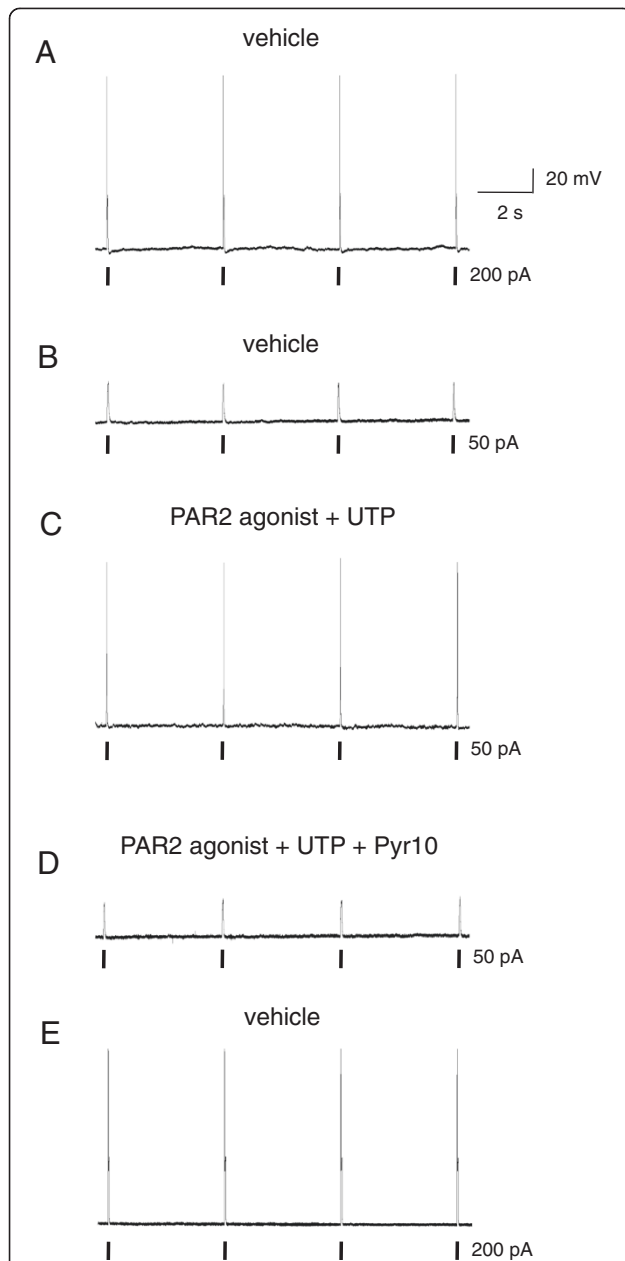 A
vehicle
20 mV
2 s
200 pA
B
vehicle
50 pA
C
PAR2 agonist + UTP
50 pA
D
PAR2 agonist + UTP + Pyr10
50 pA
E
vehicle
200 pA